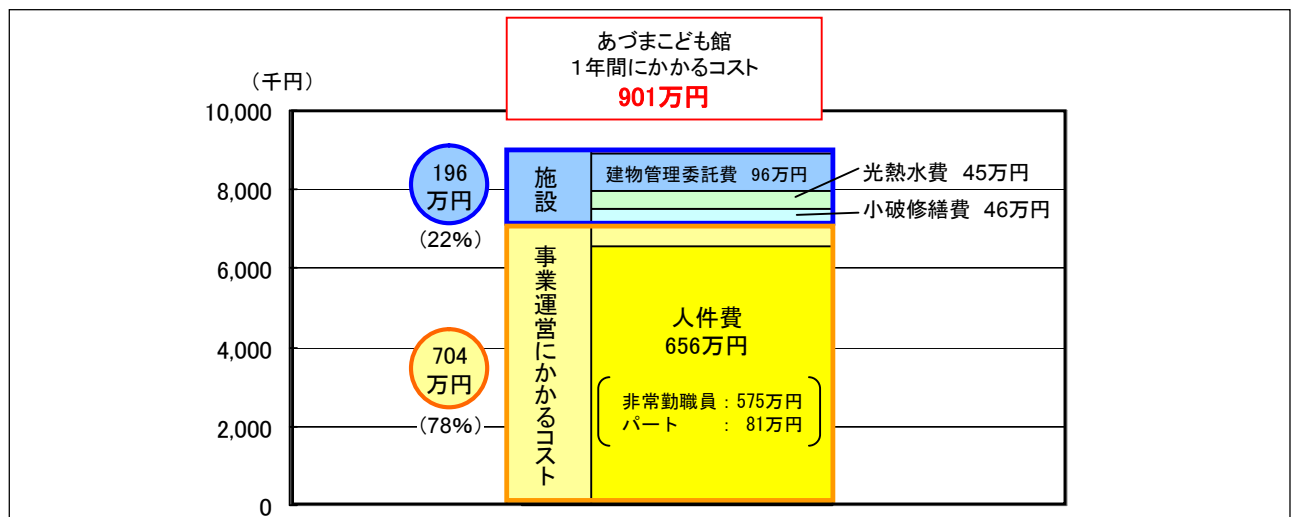 あづまこども館
1年間にかかるコスト
901万円
(千円)
10,000
8,000
6,000
4,000
2,000
0
196
万円
(22%)
704
万円
(78%)
施設
建物管理委託費 96万円
光熱水費 45万円
小破修繕費 46万円
事業運営にかかるコスト
人件費
656万円
非常勤職員:575万円
パート : 81万円